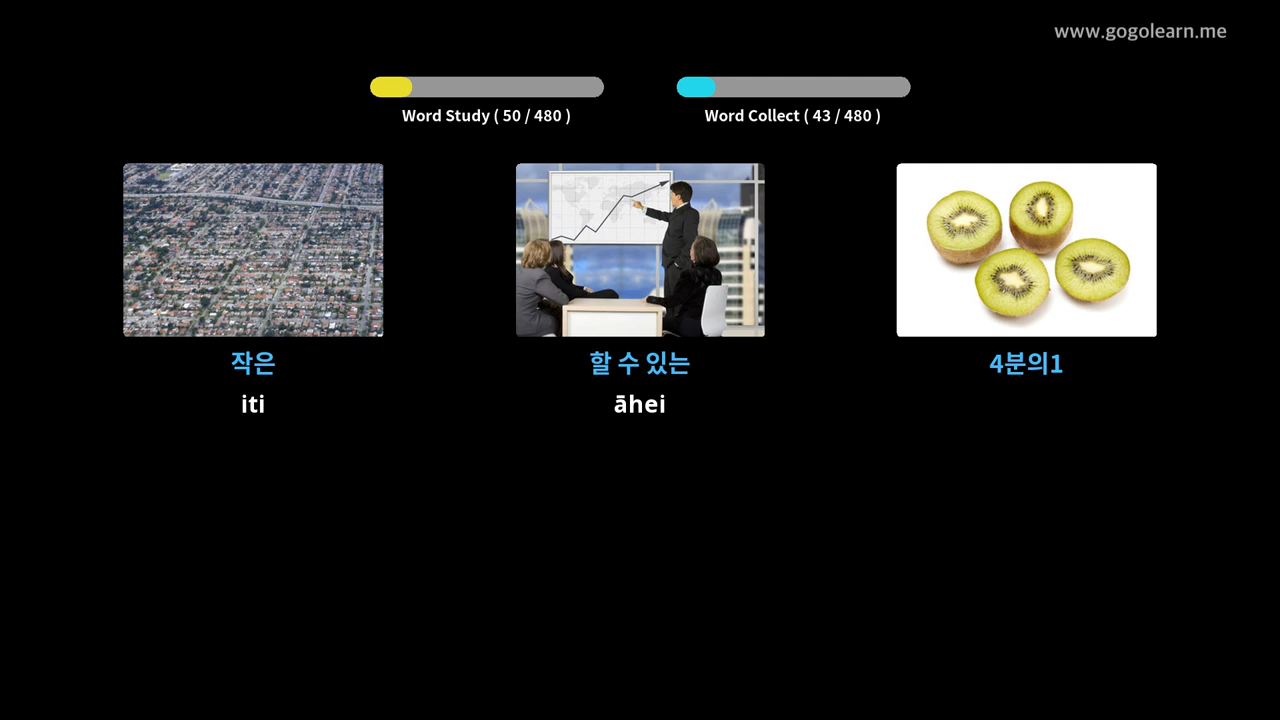 www.gogolearn.me
Word Study ( 50 / 480 )
Word Collect ( 43 / 480 )
작은
할 수 있는
4분의1
iti
āhei